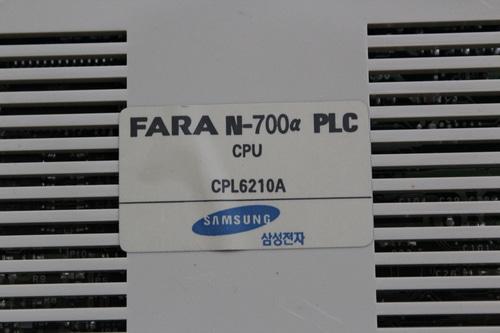 FARA N-700α PLC
CPU
CPL6210A
SAMSUNG
삼성전자